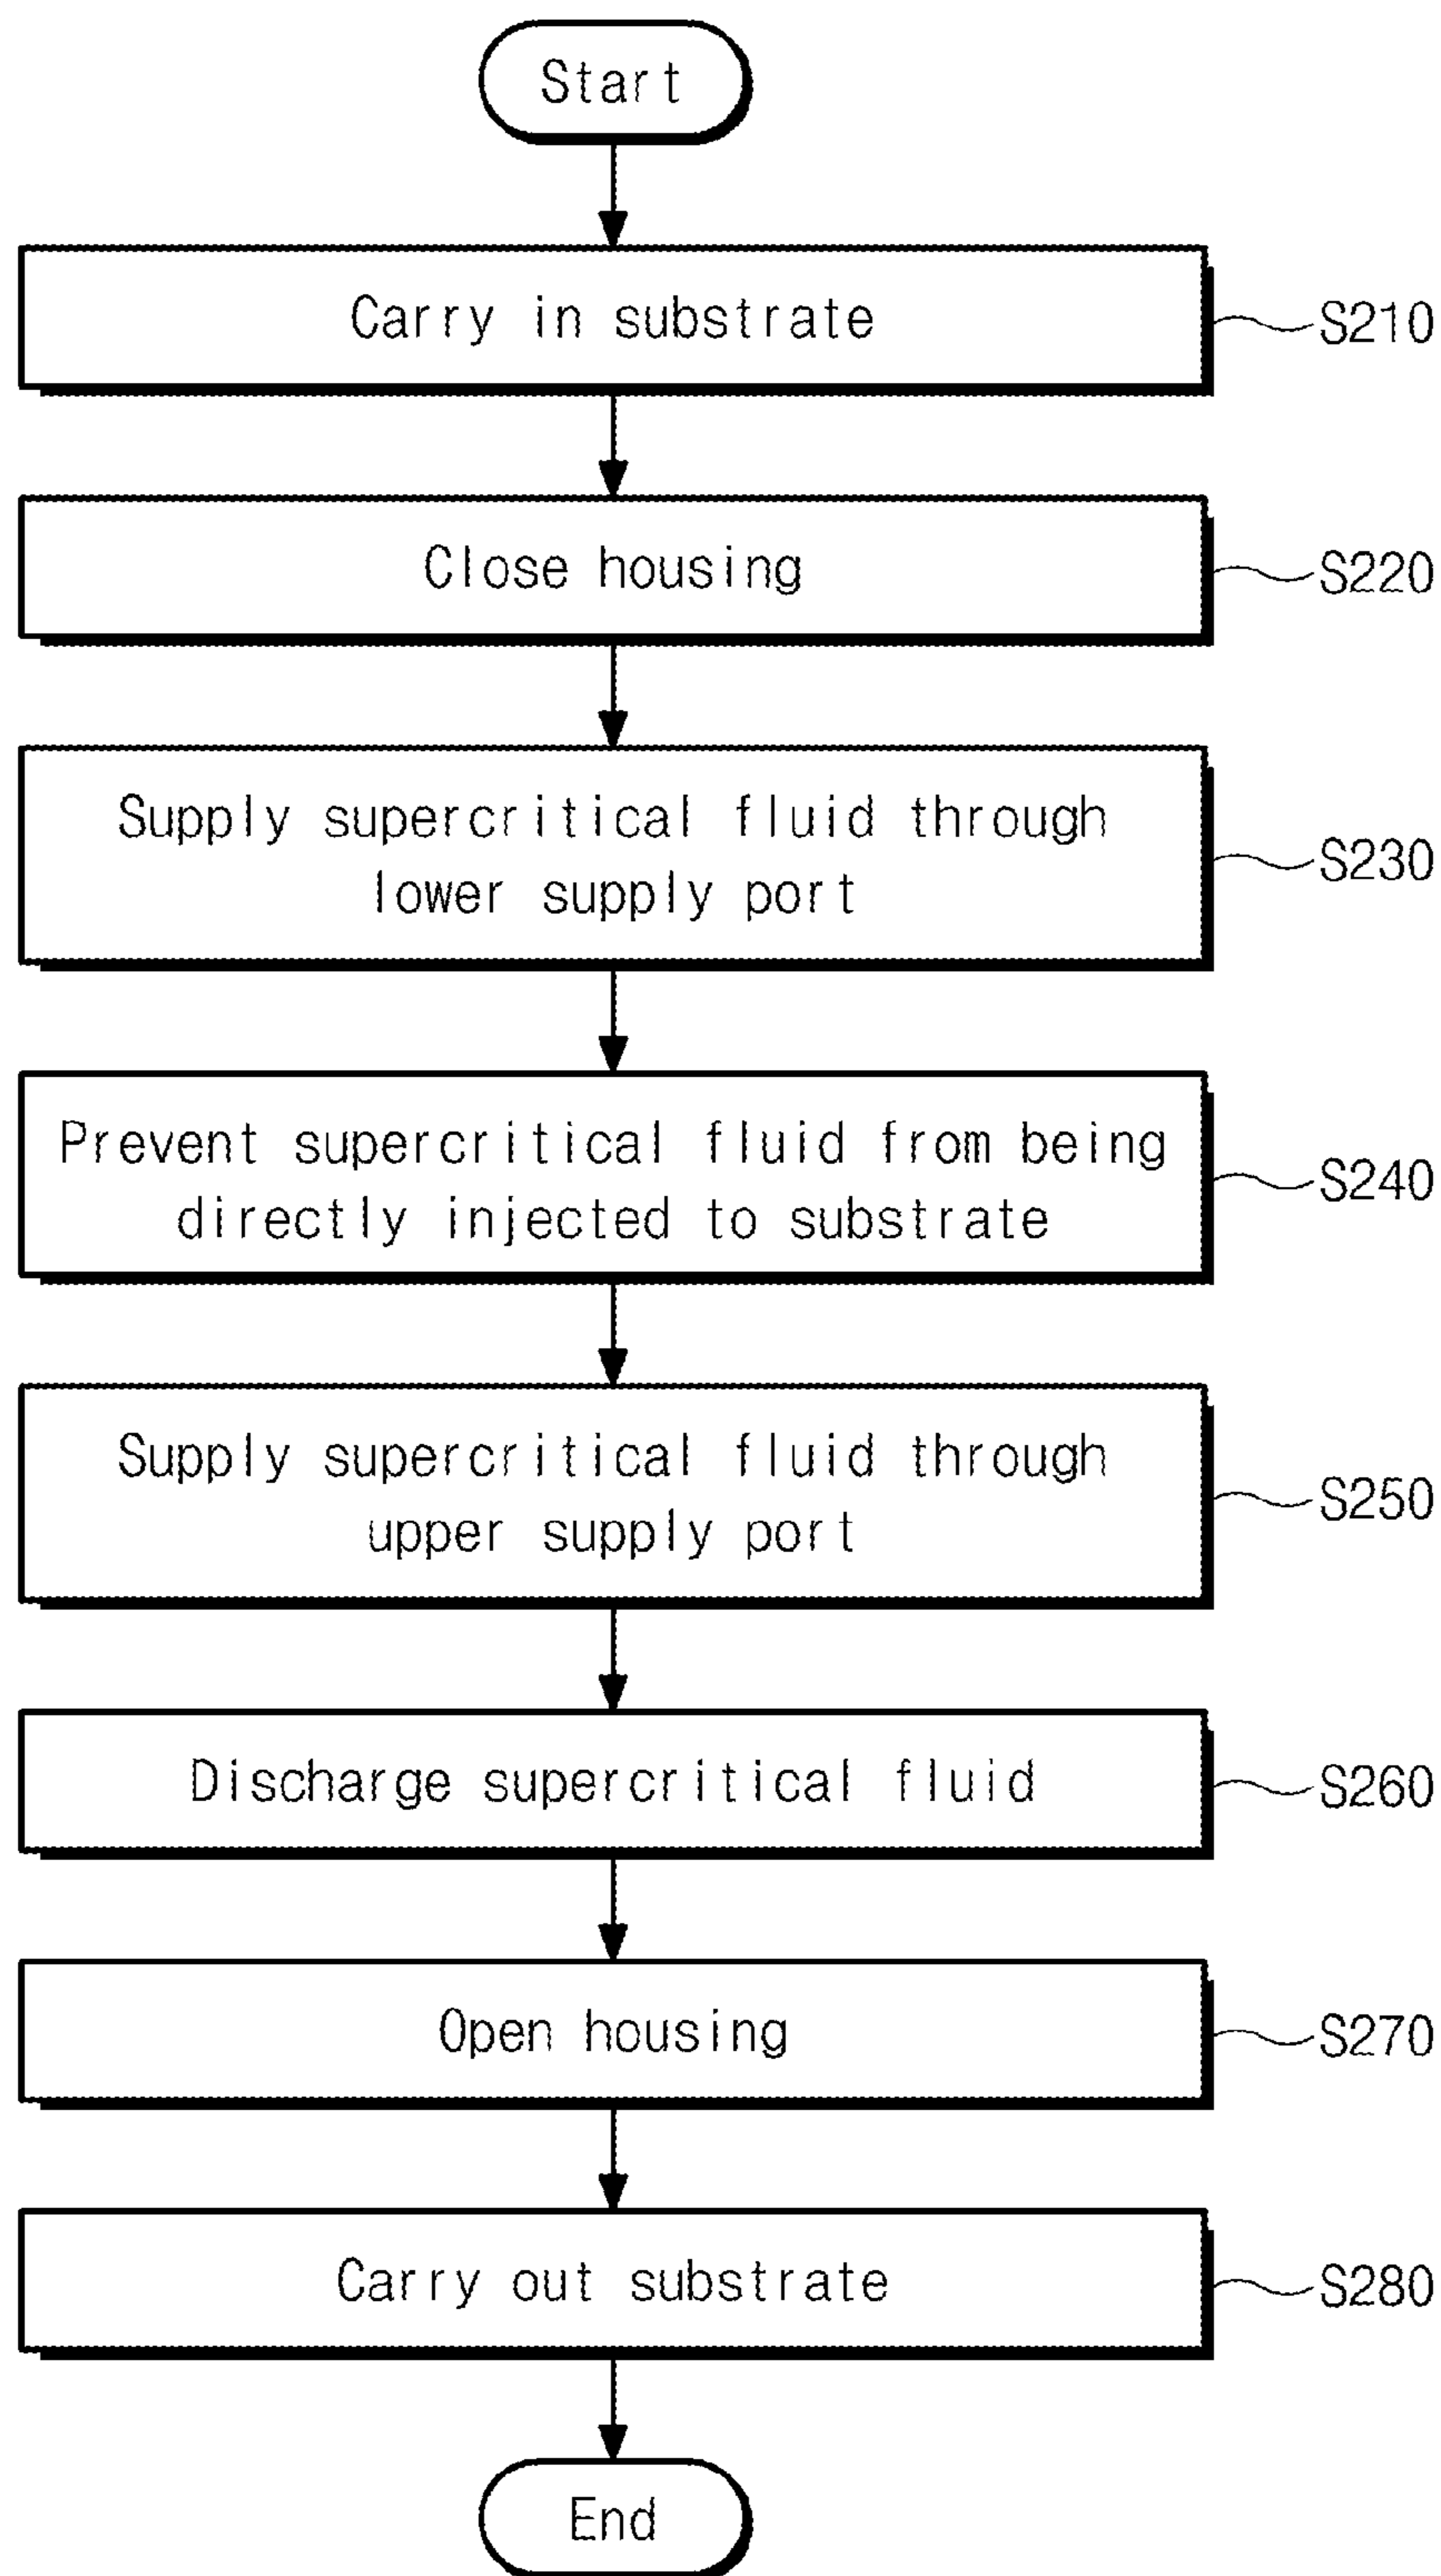 Start
Carry in substrate
S210
Close housing
S220
Supply supercritical fluid through
lower supply port
S230
Prevent supercritical fluid from being
directly injected to substrate
S240
Supply supercritical fluid through
upper supply port
S250
Discharge supercritical fluid
S260
Open housing
S270
Carry out substrate
S280
End